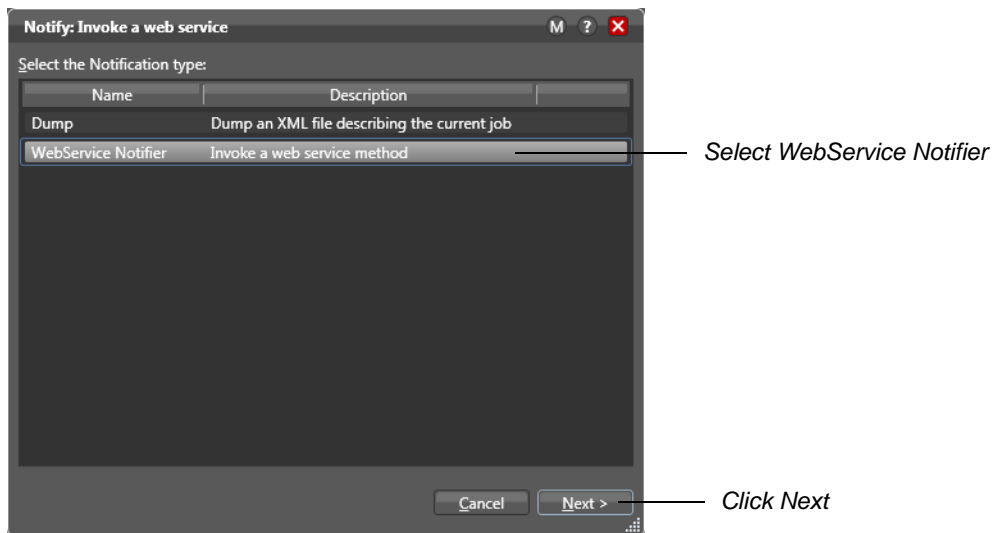 Notify: Invoke a web service M ? X
Select the Notification type:
Name Description
Dump Dump an XML file describing the current job
WebService Notifier Invoke a web service method
Select WebService Notifier
Cancel Next >
Click Next